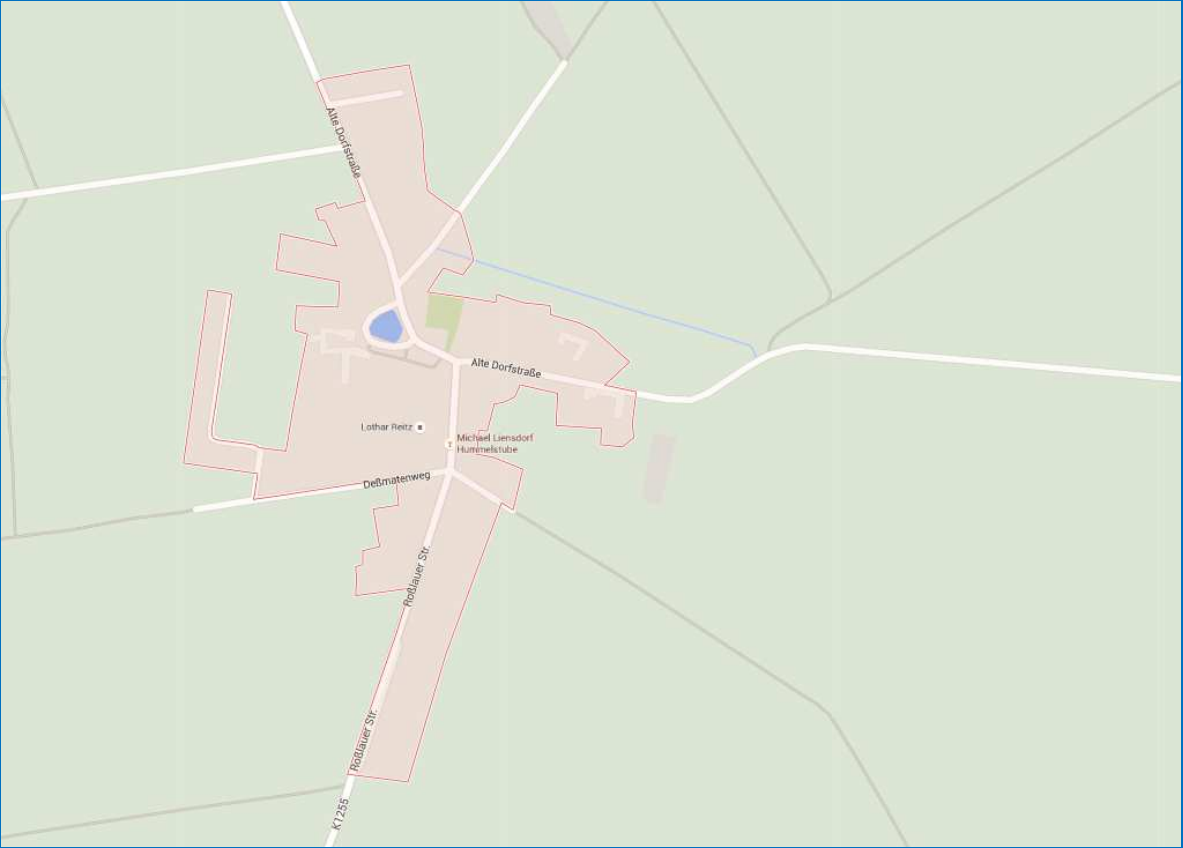 Alte Dorfstraße
Alte Dorfstraße
Lothar Reitz
Michael Liensdorf
Hummelstube
Deßmatenweg
Roßlauer Str.
Roßlauer Str.
K1255